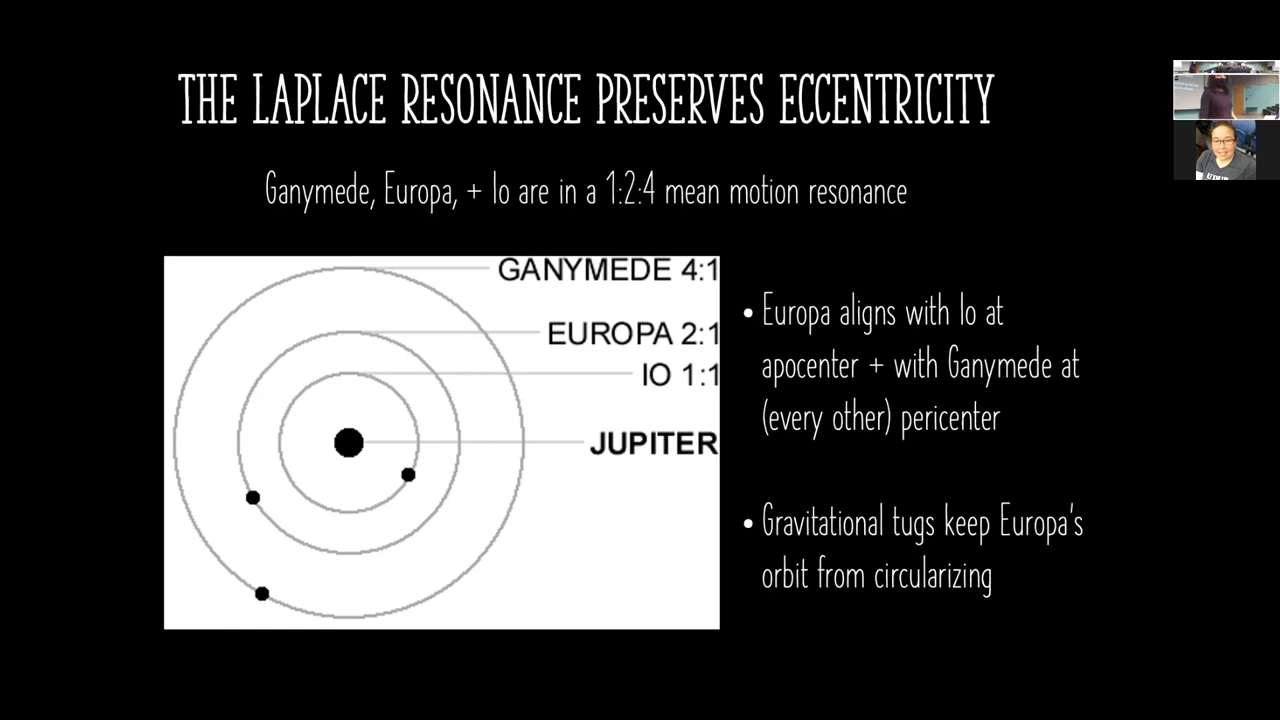 THE LAPLACE RESONANCE PRESERVES ECCENTRICITY
Ganymede, Europa, + Io are in a 1:2:4 mean motion resonance
GANYMEDE 4:1
EUROPA 2:1
IO 1:1
JUPITER
• Europa aligns with Io at
apocenter + with Ganymede at
(every other) pericenter
• Gravitational tugs keep Europa's
orbit from circularizing